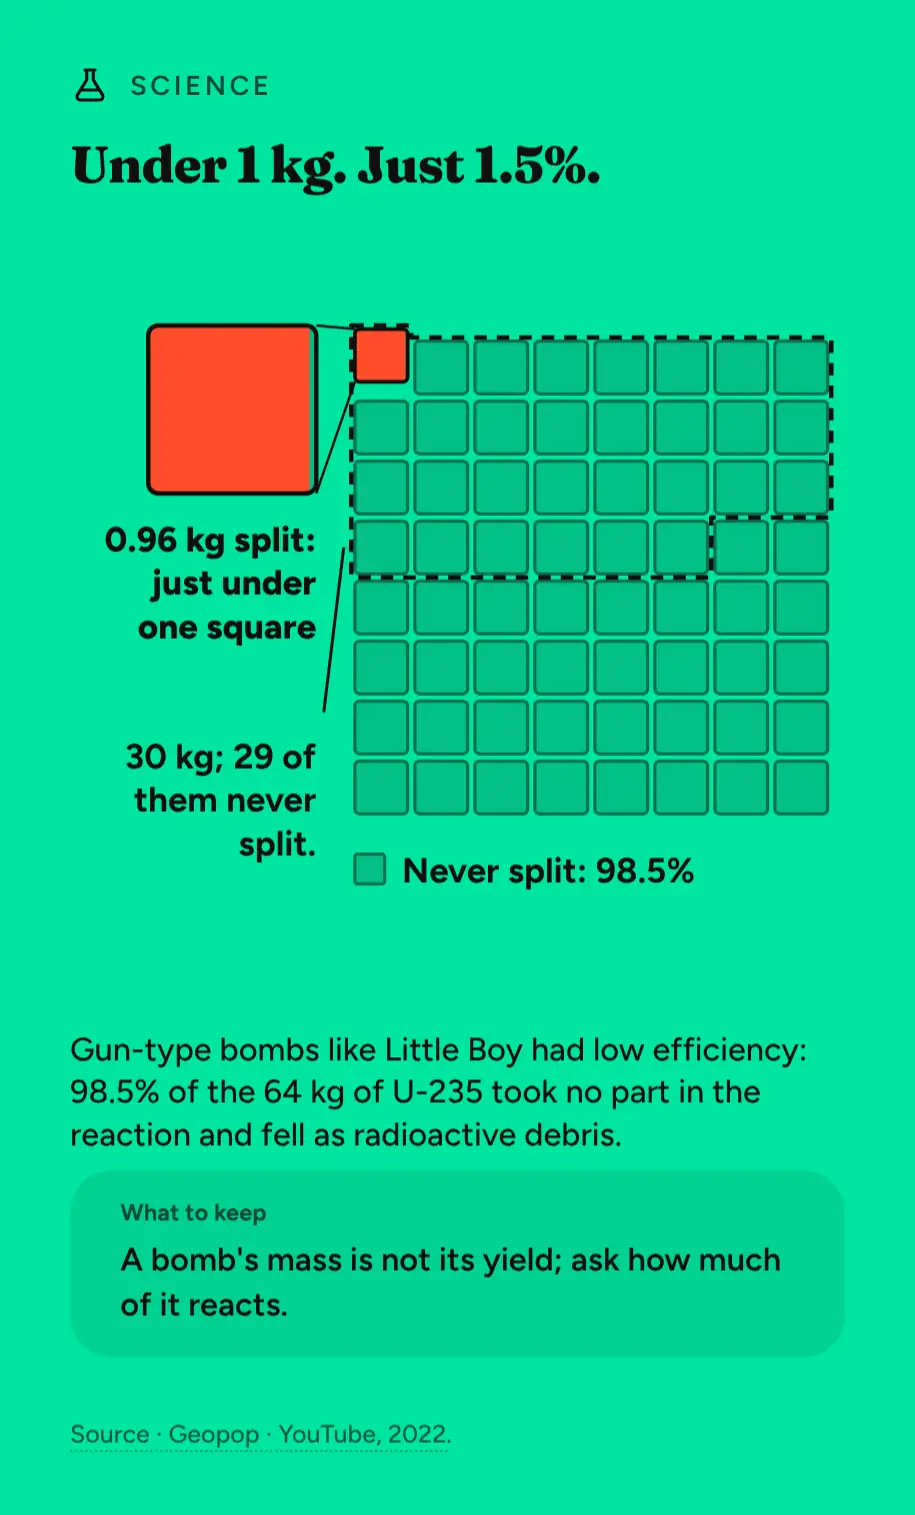 SCIENCE
Under 1 kg. Just 1.5%.
0.96 kg split:
just under
one square
30 kg; 29 of
them never
split.
Never split: 98.5%
Gun-type bombs like Little Boy had low efficiency:
98.5% of the 64 kg of U-235 took no part in the
reaction and fell as radioactive debris.
What to keep
A bomb's mass is not its yield; ask how much
of it reacts.
Source · Geopop · YouTube, 2022.